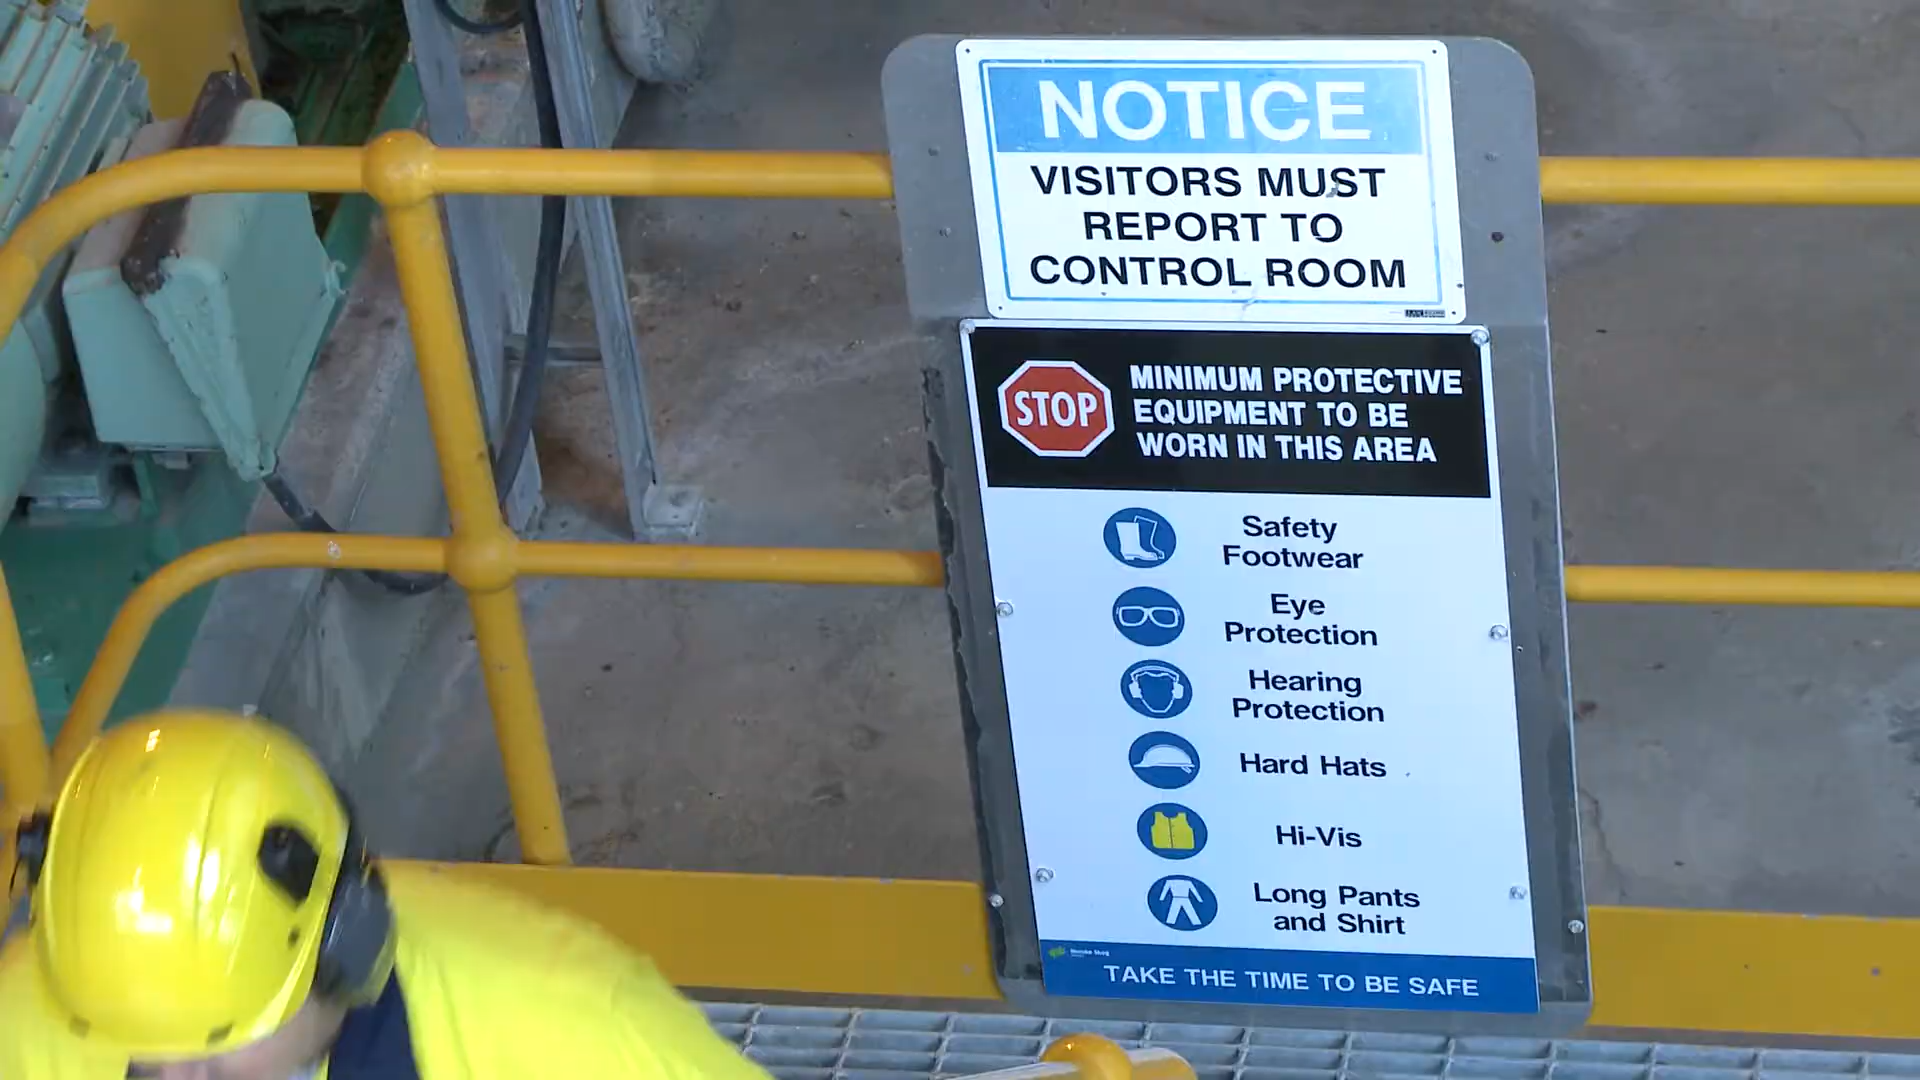 NOTICE
VISITORS MUST
REPORT TO
CONTROL ROOM
STOP
MINIMUM PROTECTIVE
EQUIPMENT TO BE
WORN IN THIS AREA
Safety
Footwear
Eye
Protection
Hearing
Protection
Hard Hats
Hi-Vis
Long Pants
and Shirt
TAKE THE TIME TO BE SAFE